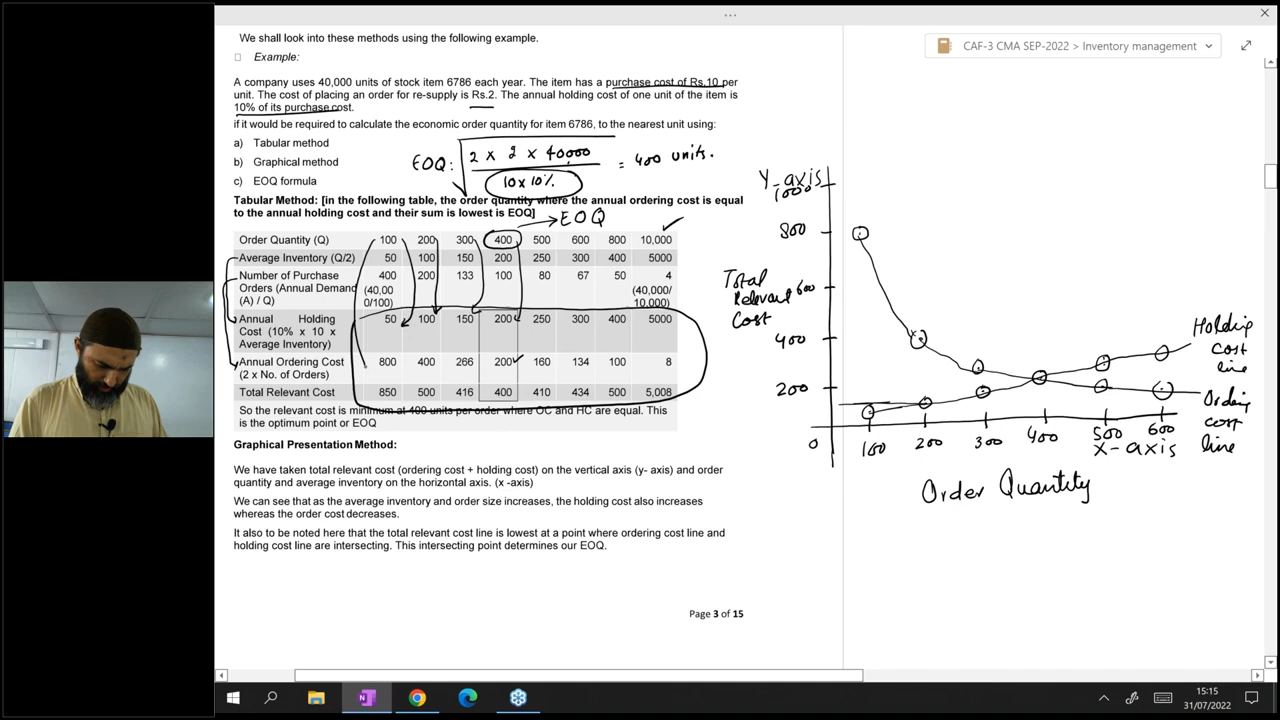 We shall look into these methods using the following example.
Example:
A company uses 40,000 units of stock item 6786 each year. The item has a purchase cost of Rs.10 per
unit. The cost of placing an order for re-supply is Rs.2. The annual holding cost of one unit of the item is
10% of its purchase cost.
if it would be required to calculate the economic order quantity for item 6786, to the nearest unit using:
a) Tabular method
b) Graphical method
c) EOQ formula
EOQ: √ 2 x 2 x 40,000
10 x 10% = 400 units.
Tabular Method: [in the following table, the order quantity where the annual ordering cost is equal
to the annual holding cost and their sum is lowest is EOQ]
EOQ
Order Quantity (Q) 100 200 300 400 500 600 800 10,000
Average Inventory (Q/2) 50 100 150 200 250 300 400 5000
Number of Purchase 400 200 133 100 80 67 50 4
Orders (Annual Demand (40,00 (40,000/
(A) / Q) 0/100) 10,000)
Annual Holding 50 100 150 200 250 300 400 5000
Cost (10% x 10 x
Average Inventory)
Annual Ordering Cost 800 400 266 200 160 134 100 8
(2 x No. of Orders)
Total Relevant Cost 850 500 416 400 410 434 500 5,008
So the relevant cost is minimum at 400 units per order where OC and HC are equal. This
is the optimum point or EOQ
Graphical Presentation Method:
We have taken total relevant cost (ordering cost + holding cost) on the vertical axis (y- axis) and order
quantity and average inventory on the horizontal axis. (x -axis)
We can see that as the average inventory and order size increases, the holding cost also increases
whereas the order cost decreases.
It also to be noted here that the total relevant cost line is lowest at a point where ordering cost line and
holding cost line are intersecting. This intersecting point determines our EOQ.
Page 3 of 15
CAF-3 CMA SEP-2022 > Inventory management
Y-axis
1000
800
600
400
200
0
Total
Relevant
Cost
Holding
cost
line
Ordering
cost
line
100 200 300 400 500 600
X-axis
Order Quantity
15:15
31/07/2022